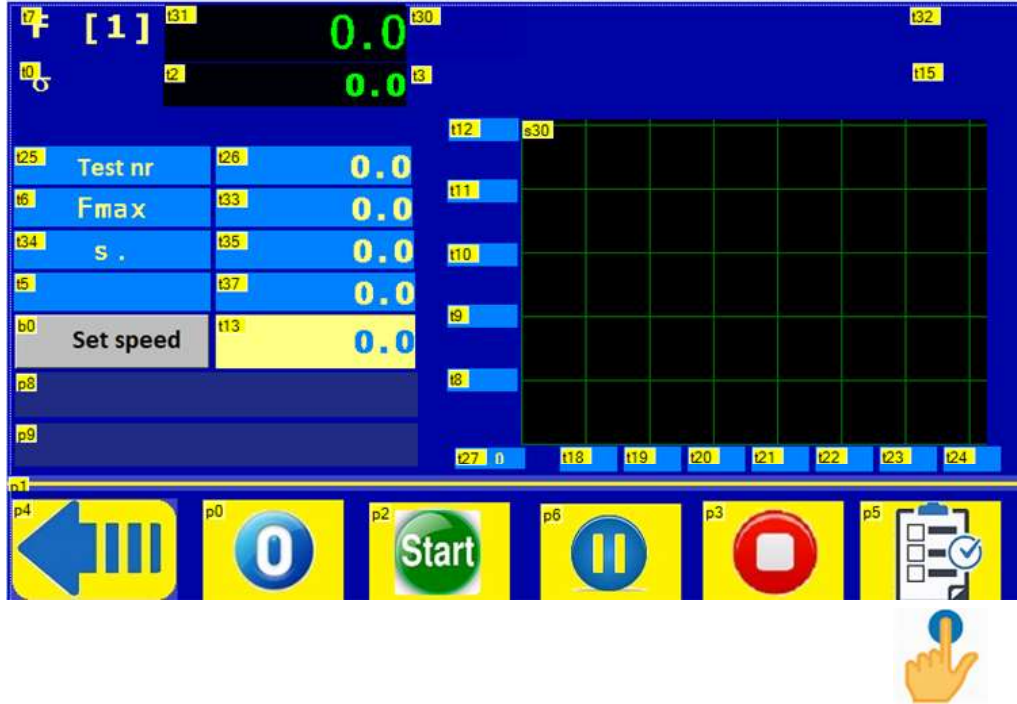 t7 F [1] t31 0.0 t30 t32
t0 σ t2 0.0 t3 t15
t12 s30
t25 Test nr t26 0.0
t11
t6 Fmax t33 0.0
t34 s. t35 0.0 t10
t5 t37 0.0
t9
b0 Set speed t13 0.0
p8 t8
p9
t27 0 t18 t19 t20 t21 t22 t23 t24
p1
p4 p0 0 p2 Start p6 p3 p5